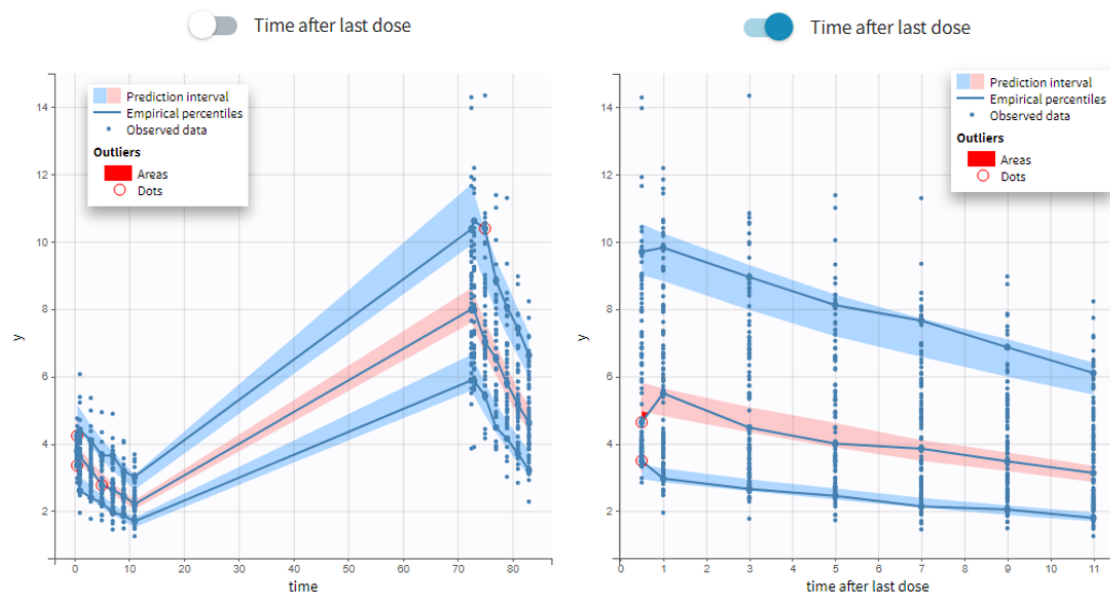 Time after last dose
Time after last dose
Prediction interval
Empirical percentiles
Observed data
Outliers
Areas
Dots
14
12
10
8
6
4
2
y
0 10 20 30 40 50 60 70 80
time
Prediction interval
Empirical percentiles
Observed data
Outliers
Areas
Dots
14
12
10
8
6
4
2
y
0 1 2 3 4 5 6 7 8 9 10 11
time after last dose